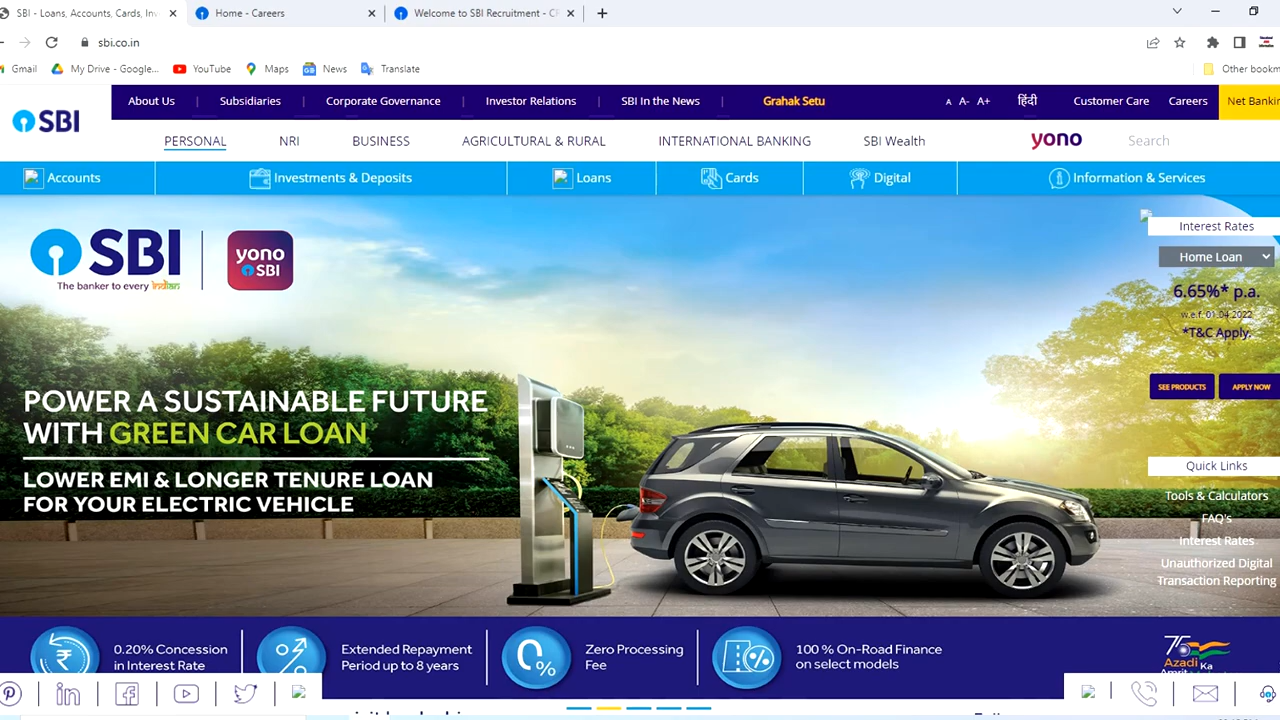 SBI - Loans, Accounts, Cards, Inv
Home - Careers
Welcome to SBI Recruitment - CR
sbi.co.in
Gmail
My Drive - Google...
YouTube
Maps
News
Translate
Other bookm
About Us
Subsidiaries
Corporate Governance
Investor Relations
SBI In the News
Grahak Setu
A A- A+
हिंदी
Customer Care
Careers
Net Bankin
SBI
PERSONAL
NRI
BUSINESS
AGRICULTURAL & RURAL
INTERNATIONAL BANKING
SBI Wealth
yono
Search
Accounts
Investments & Deposits
Loans
Cards
Digital
Information & Services
SBI
The banker to every Indian
yono
SBI
Interest Rates
Home Loan
6.65%* p.a.
w.e.f. 01.04.2022
*T&C Apply.
SEE PRODUCTS
APPLY NOW
POWER A SUSTAINABLE FUTURE
WITH GREEN CAR LOAN
LOWER EMI & LONGER TENURE LOAN
FOR YOUR ELECTRIC VEHICLE
Quick Links
Tools & Calculators
FAQ's
Interest Rates
Unauthorized Digital
Transaction Reporting
0.20% Concession
in Interest Rate
Extended Repayment
Period up to 8 years
Zero Processing
Fee
100 % On-Road Finance
on select models
75
Azadi Ka